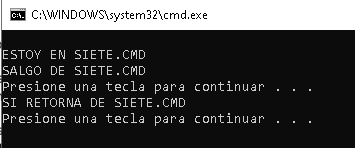 C:\WINDOWS\system32\cmd.exe
ESTOY EN SIETE.CMD
SALGO DE SIETE.CMD
Presione una tecla para continuar . . .
SI RETORNA DE SIETE.CMD
Presione una tecla para continuar . . .